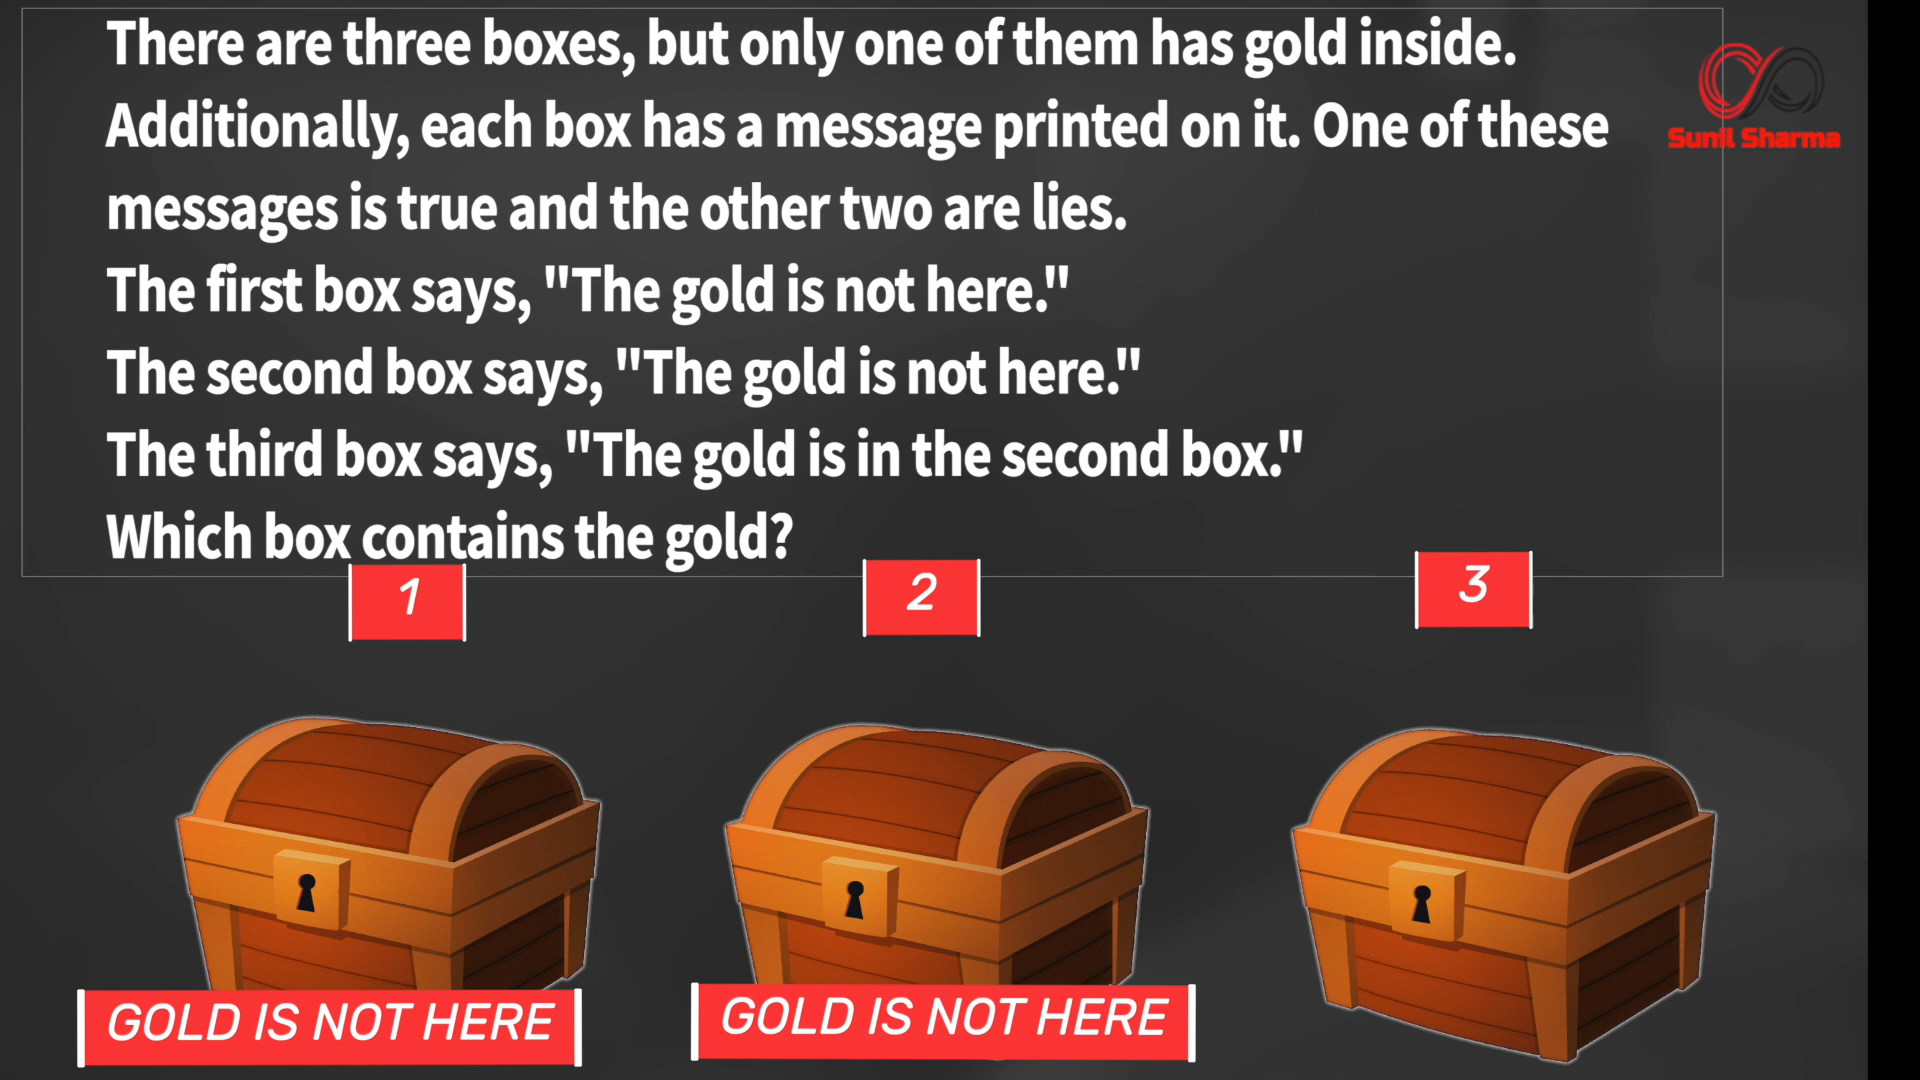 There are three boxes, but only one of them has gold inside.
Additionally, each box has a message printed on it. One of these
messages is true and the other two are lies.
The first box says, "The gold is not here."
The second box says, "The gold is not here."
The third box says, "The gold is in the second box."
Which box contains the gold?
Sunil Sharma
1
2
3
GOLD IS NOT HERE
GOLD IS NOT HERE